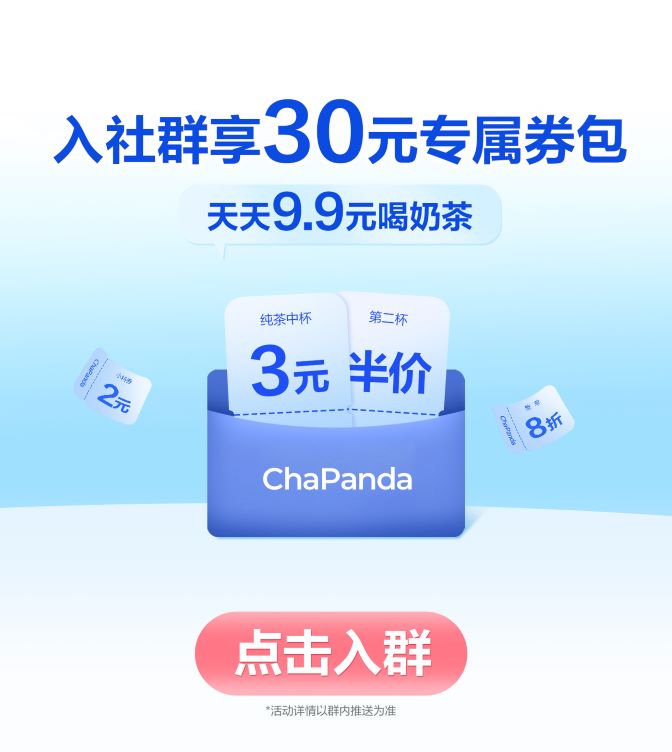 入社群享30元专属券包
天天9.9元喝奶茶
纯茶中杯
3元
第二杯
半价
ChaPanda
2元
ChaPanda
8折
ChaPanda
点击入群
*活动详情以群内推送为准